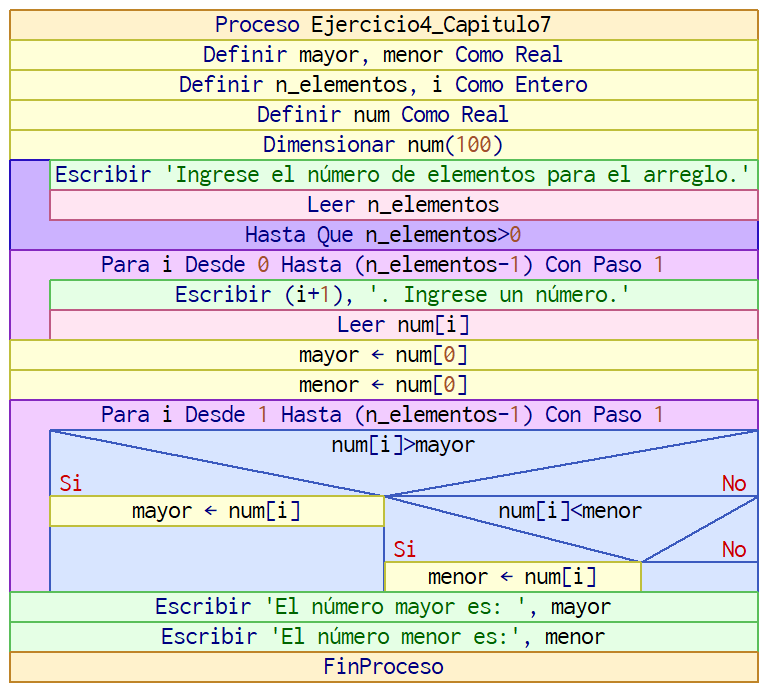 Proceso Ejercicio4_Capitulo7
Definir mayor, menor Como Real
Definir n_elementos, i Como Entero
Definir num Como Real
Dimensionar num(100)
Escribir 'Ingrese el número de elementos para el arreglo.'
Leer n_elementos
Hasta Que n_elementos>0
Para i Desde 0 Hasta (n_elementos-1) Con Paso 1
Escribir (i+1), '. Ingrese un número.'
Leer num[i]
mayor ← num[0]
menor ← num[0]
Para i Desde 1 Hasta (n_elementos-1) Con Paso 1
num[i]>mayor
Si No
mayor ← num[i] num[i]<menor
Si No
menor ← num[i]
Escribir 'El número mayor es: ', mayor
Escribir 'El número menor es:', menor
FinProceso